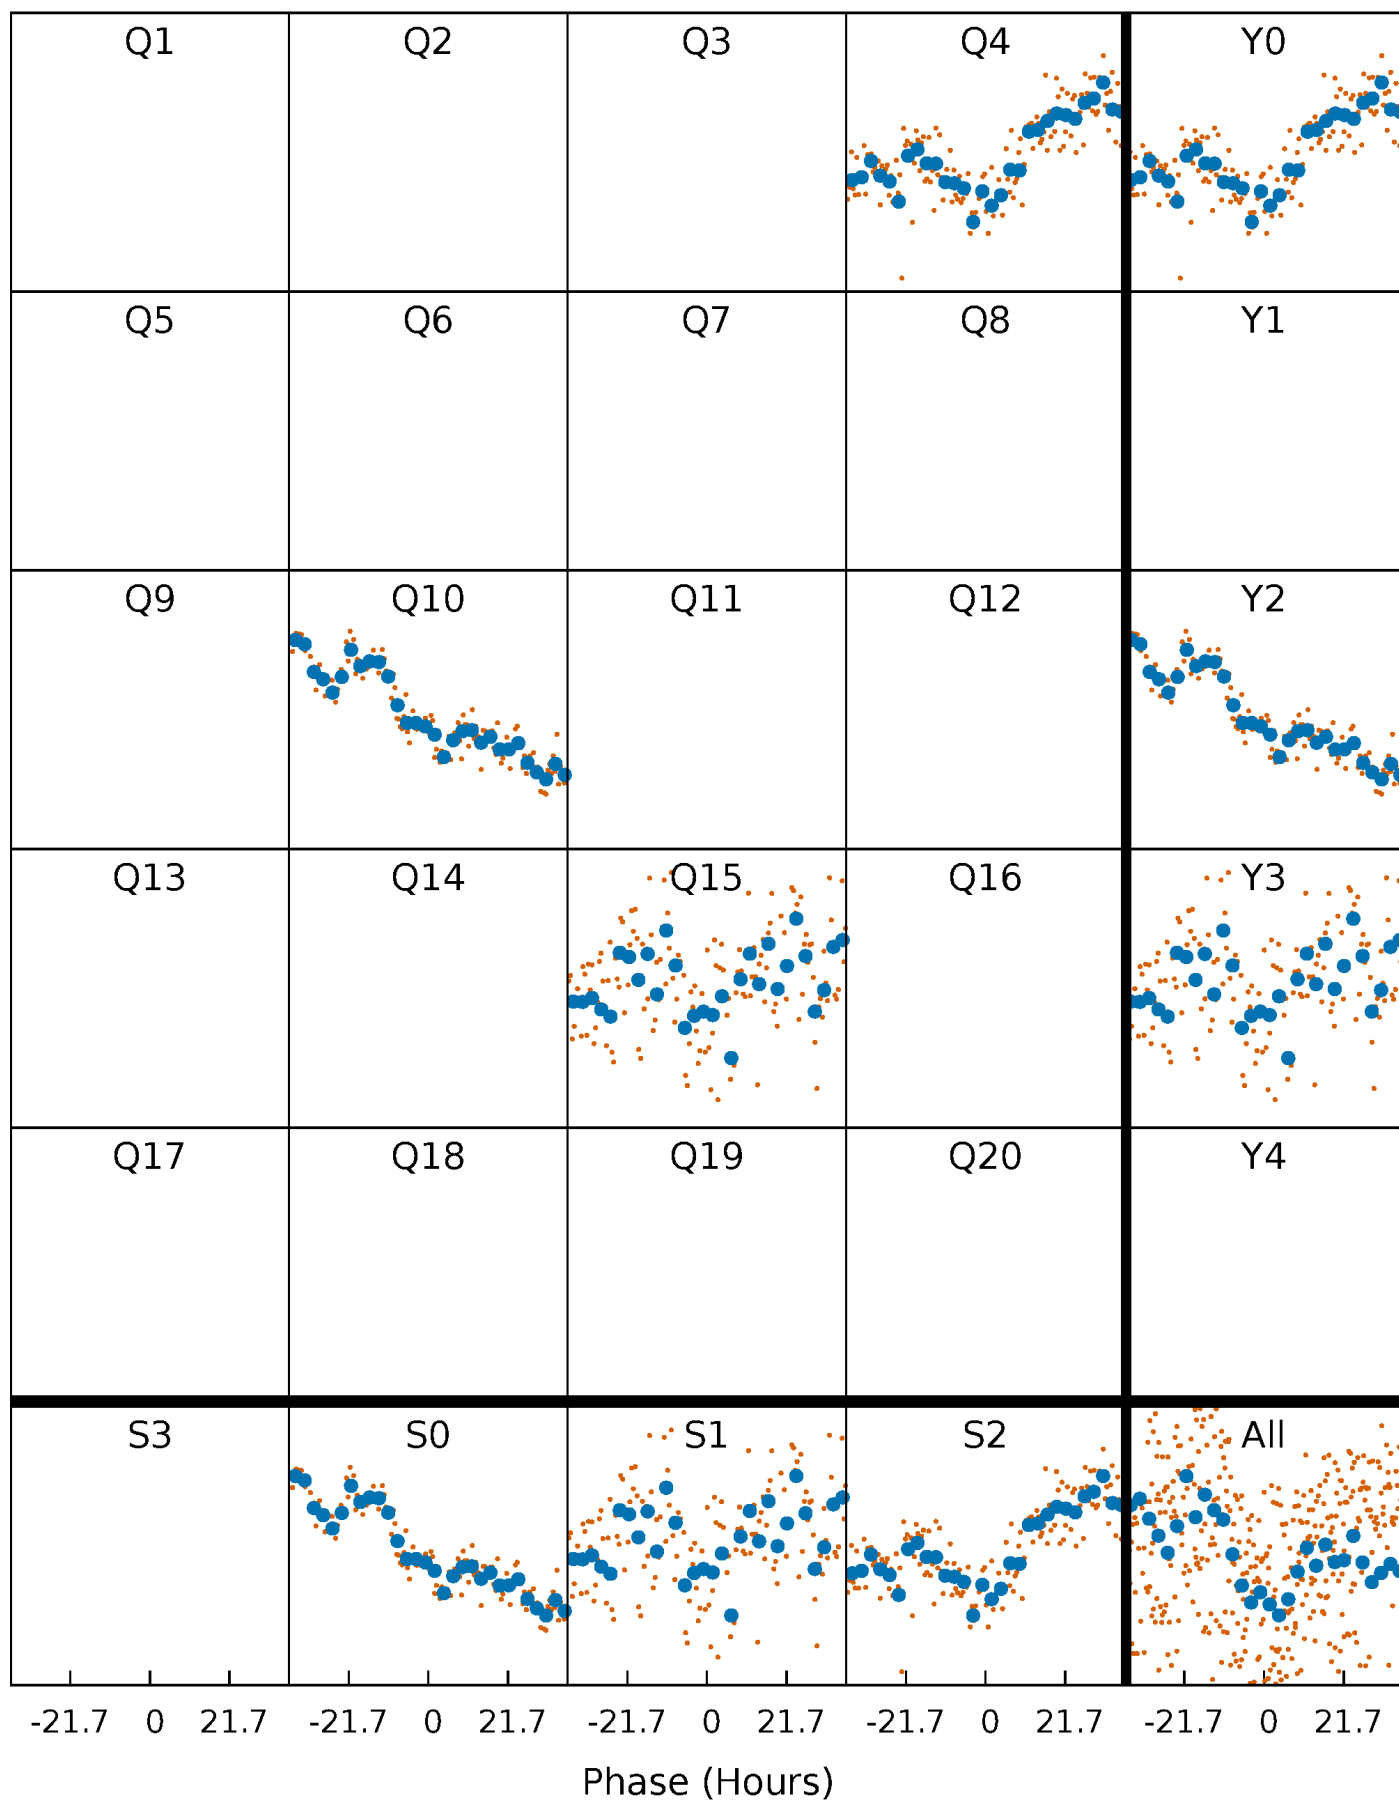 Q1 Q2 Q3 Q4 Y0
Q5 Q6 Q7 Q8 Y1
Q9 Q10 Q11 Q12 Y2
Q13 Q14 Q15 Q16 Y3
Q17 Q18 Q19 Q20 Y4
S3 S0 S1 S2 All
-21.7 0 21.7 -21.7 0 21.7 -21.7 0 21.7 -21.7 0 21.7 -21.7 0 21.7
Phase (Hours)